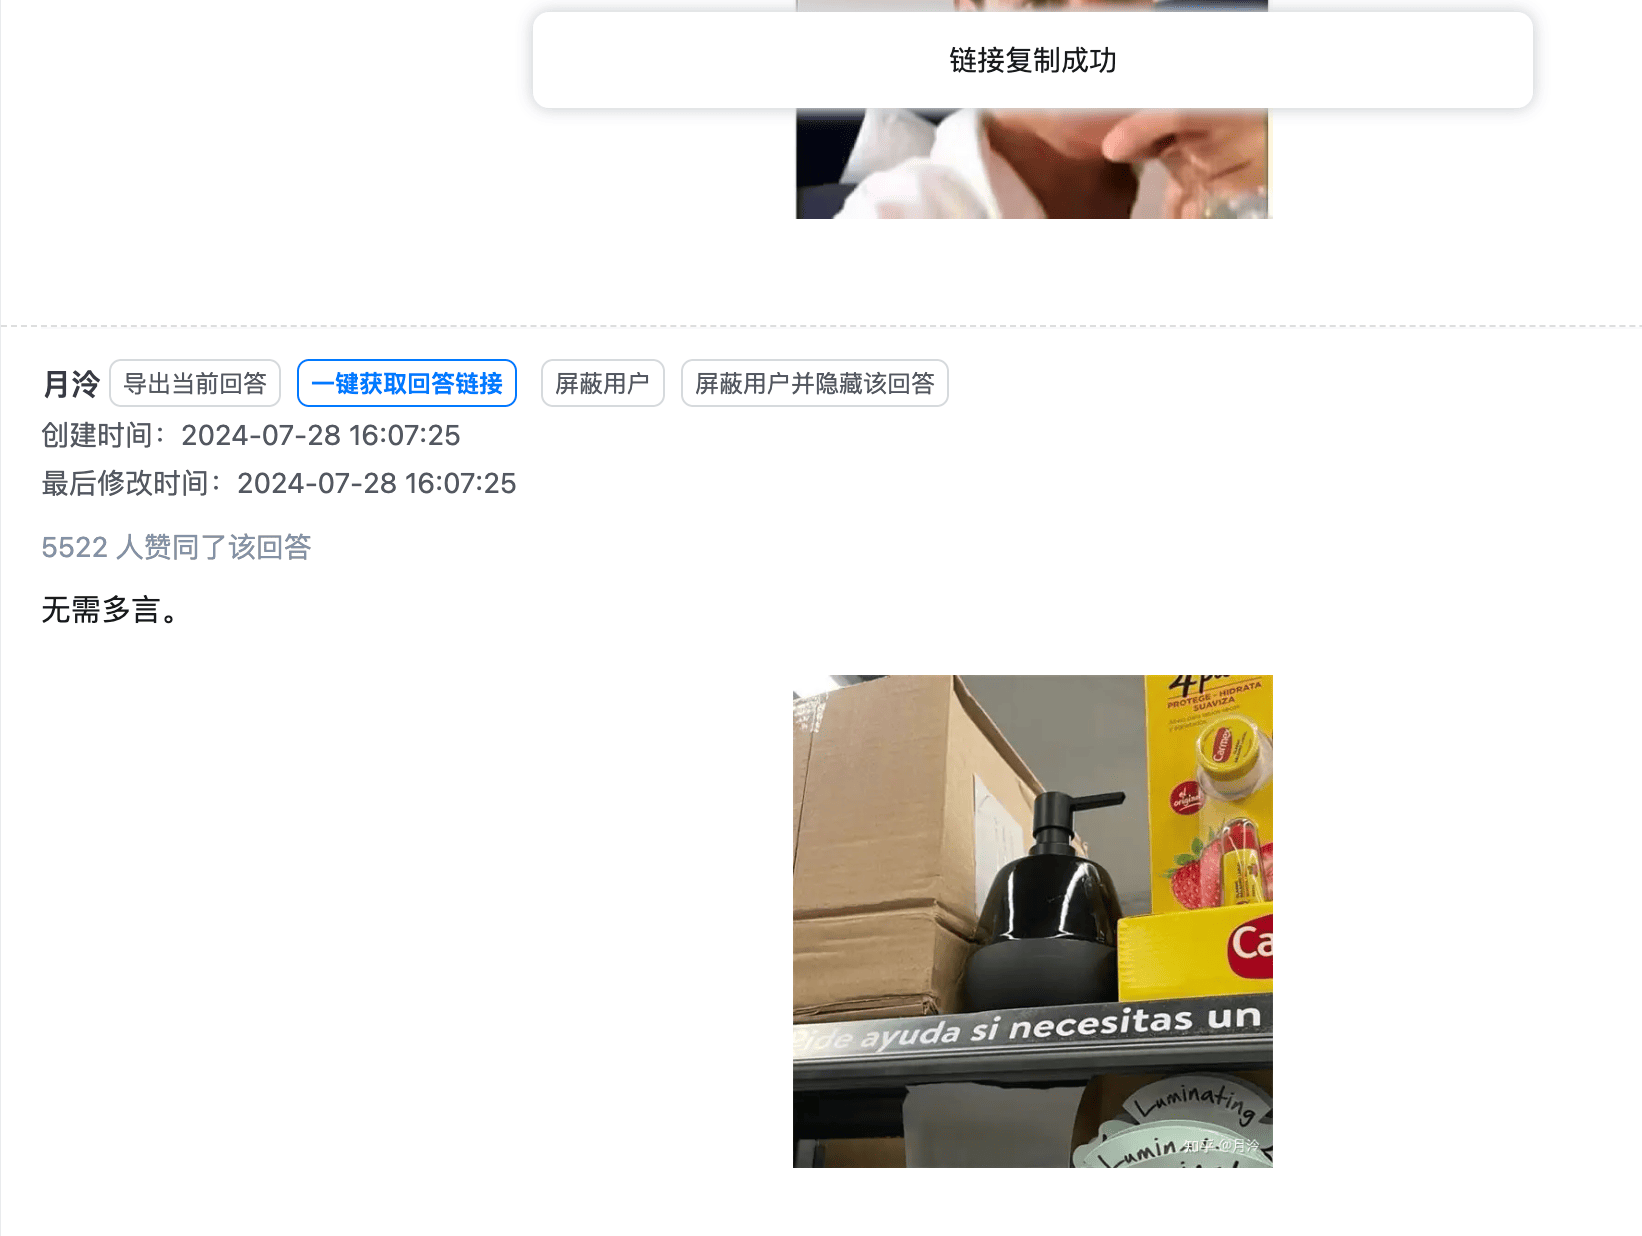 链接复制成功
月泠 导出当前回答 一键获取回答链接 屏蔽用户 屏蔽用户并隐藏该回答
创建时间：2024-07-28 16:07:25
最后修改时间：2024-07-28 16:07:25
5522 人赞同了该回答
无需多言。
PROTEGE - HIDRATA
SUAVIZA
Carmex
original
Ca
ayuda si necesitas un
Luminating
知乎 @月泠